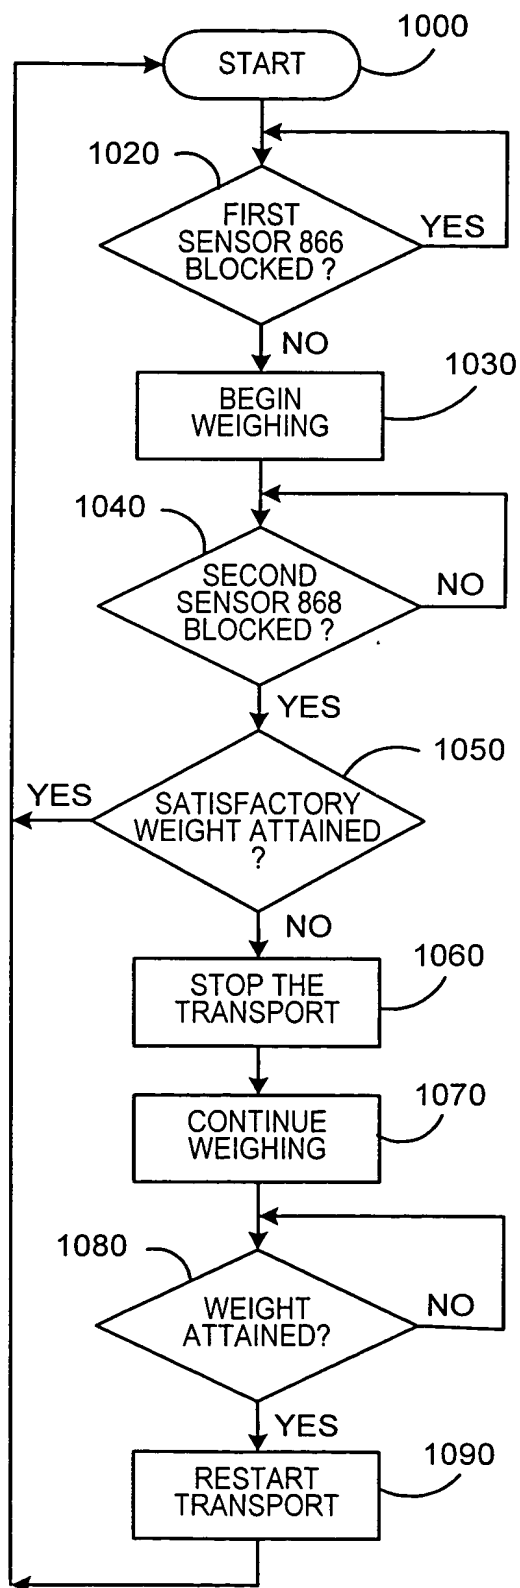 1000
START
1020
FIRST
SENSOR 866
BLOCKED ?
YES
NO
1030
BEGIN
WEIGHING
1040
SECOND
SENSOR 868
BLOCKED ?
NO
YES
1050
YES
SATISFACTORY
WEIGHT ATTAINED
?
NO
1060
STOP THE
TRANSPORT
1070
CONTINUE
WEIGHING
1080
WEIGHT
ATTAINED?
NO
YES
1090
RESTART
TRANSPORT